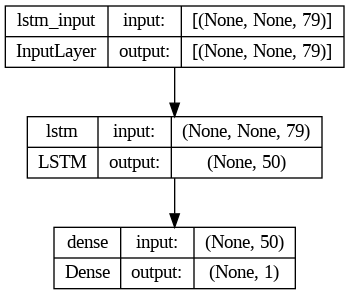 lstm_input input: [(None, None, 79)]
InputLayer output: [(None, None, 79)]
lstm input: (None, None, 79)
LSTM output: (None, 50)
dense input: (None, 50)
Dense output: (None, 1)